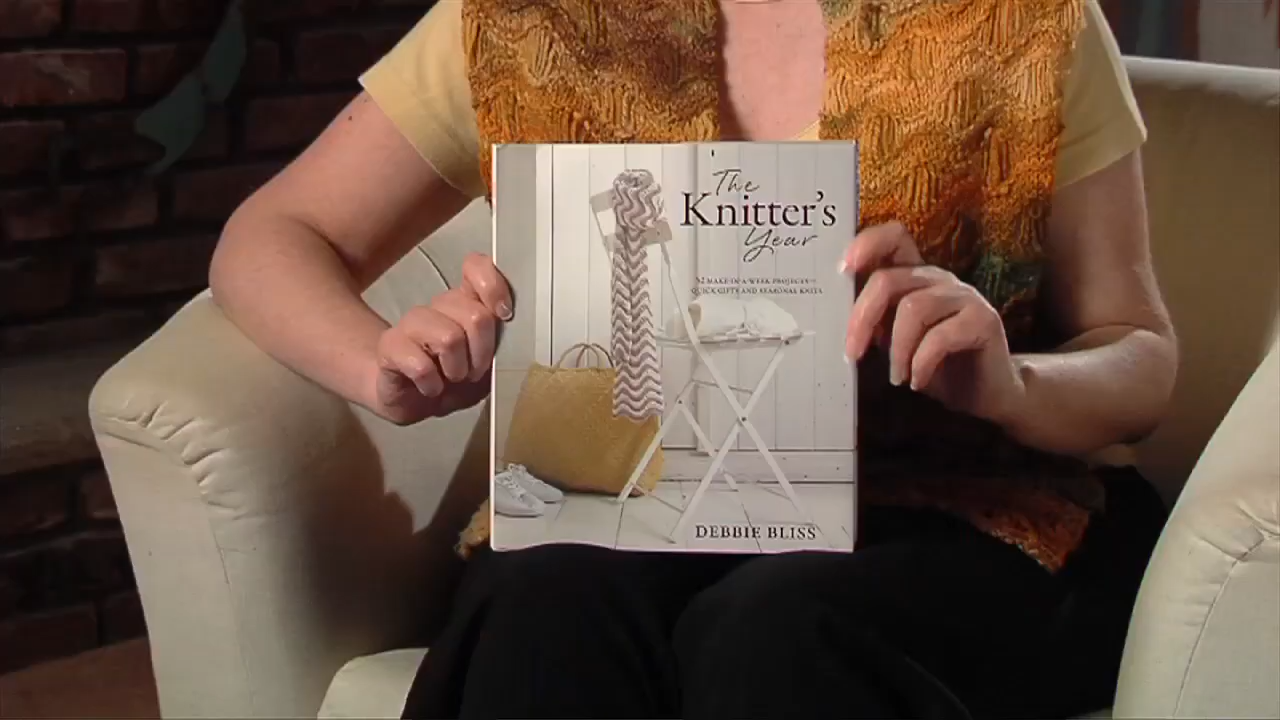 The
Knitter's
Year
52 MAKE-IN-A-WEEK PROJECTS—
QUICK GIFTS AND SEASONAL KNITS
DEBBIE BLISS